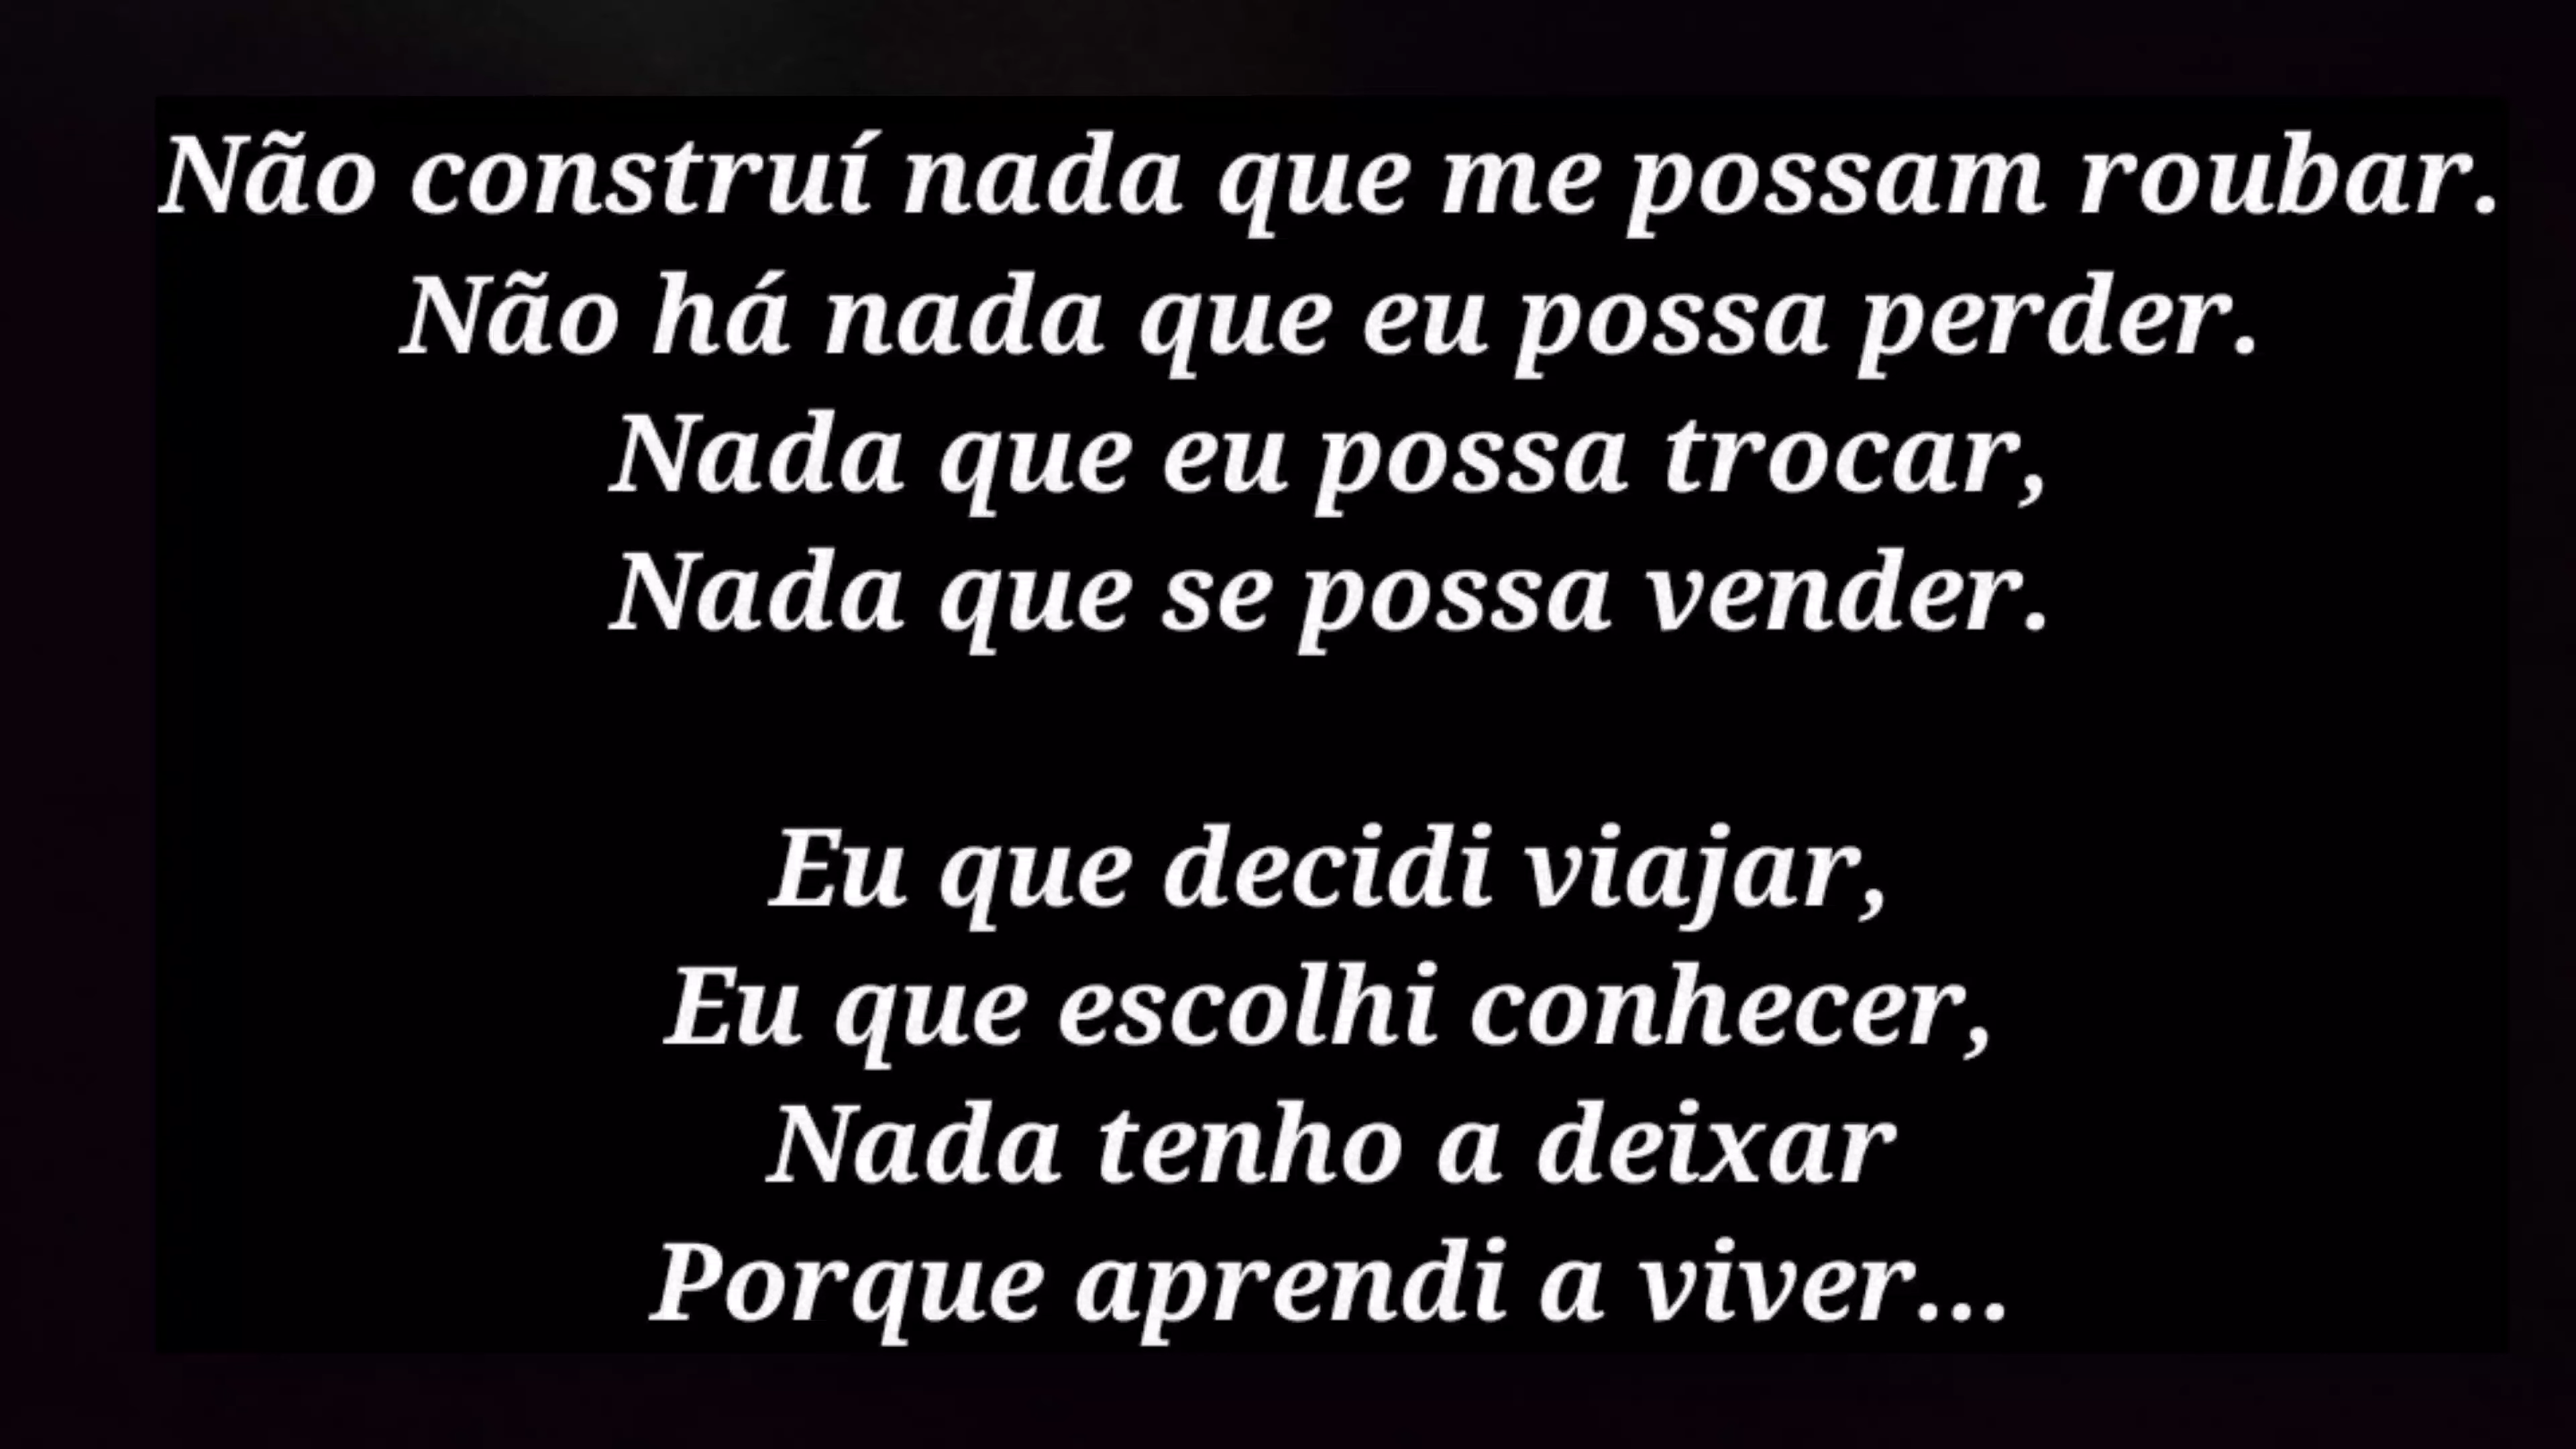 Não construí nada que me possam roubar.
Não há nada que eu possa perder.
Nada que eu possa trocar,
Nada que se possa vender.
Eu que decidi viajar,
Eu que escolhi conhecer,
Nada tenho a deixar
Porque aprendi a viver...